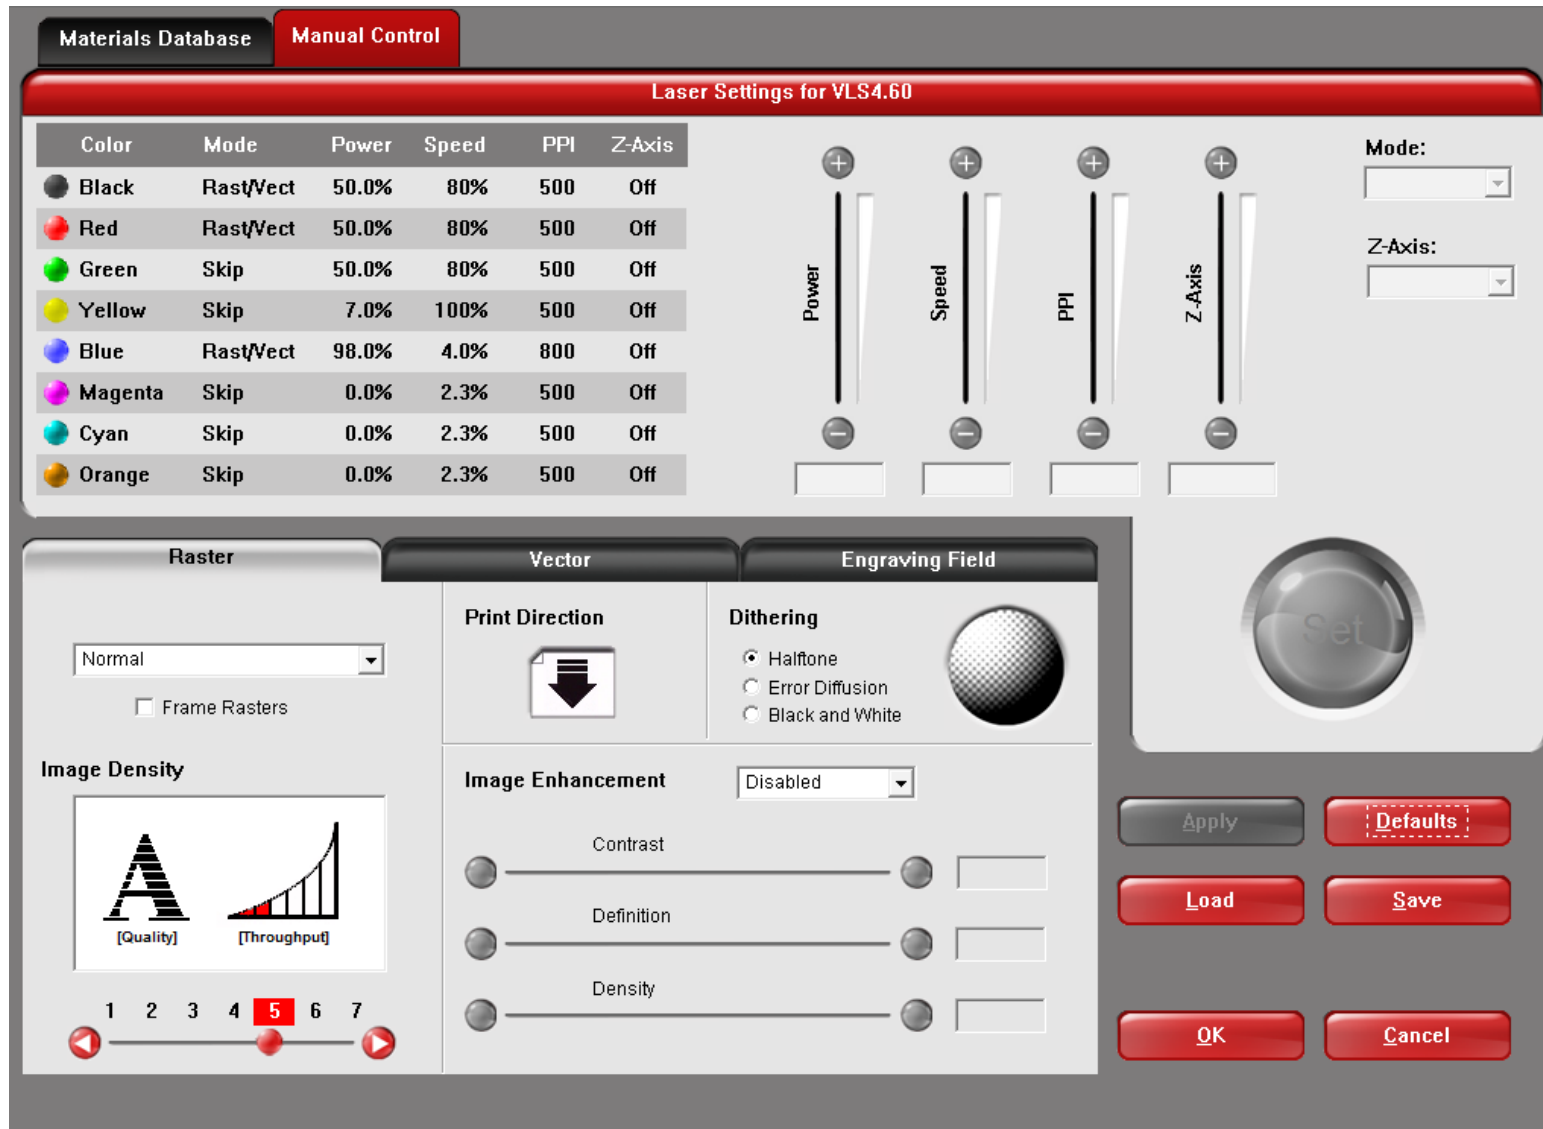 Materials Database Manual Control
Laser Settings for VLS4.60
Color Mode Power Speed PPI Z-Axis
Black Rast/Vect 50.0% 80% 500 Off
Red Rast/Vect 50.0% 80% 500 Off
Green Skip 50.0% 80% 500 Off
Yellow Skip 7.0% 100% 500 Off
Blue Rast/Vect 98.0% 4.0% 800 Off
Magenta Skip 0.0% 2.3% 500 Off
Cyan Skip 0.0% 2.3% 500 Off
Orange Skip 0.0% 2.3% 500 Off
Power
Speed
PPI
Z-Axis
Mode:
Z-Axis:
Set
Raster Vector Engraving Field
Normal
Frame Rasters
Print Direction
Dithering
Halftone
Error Diffusion
Black and White
Image Density
A
[Quality] [Throughput]
1 2 3 4 5 6 7
Image Enhancement Disabled
Contrast
Definition
Density
Apply Defaults
Load Save
OK Cancel